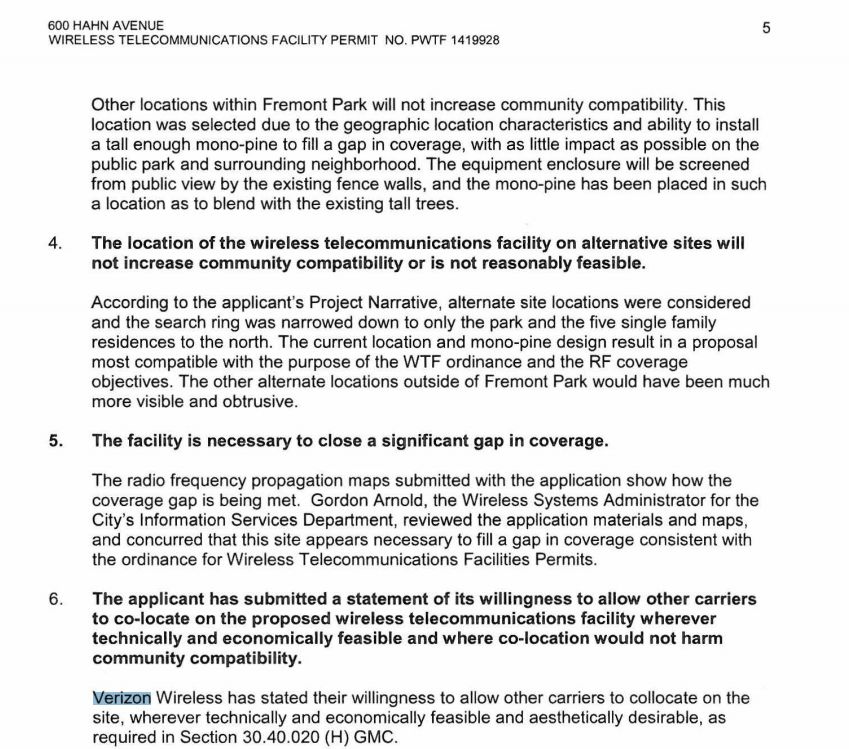 600 HAHN AVENUE
WIRELESS TELECOMMUNICATIONS FACILITY PERMIT NO. PWTF 1419928
5
Other locations within Fremont Park will not increase community compatibility. This
location was selected due to the geographic location characteristics and ability to install
a tall enough mono-pine to fill a gap in coverage, with as little impact as possible on the
public park and surrounding neighborhood. The equipment enclosure will be screened
from public view by the existing fence walls, and the mono-pine has been placed in such
a location as to blend with the existing tall trees.
4. The location of the wireless telecommunications facility on alternative sites will
not increase community compatibility or is not reasonably feasible.
According to the applicant's Project Narrative, alternate site locations were considered
and the search ring was narrowed down to only the park and the five single family
residences to the north. The current location and mono-pine design result in a proposal
most compatible with the purpose of the WTF ordinance and the RF coverage
objectives. The other alternate locations outside of Fremont Park would have been much
more visible and obtrusive.
5. The facility is necessary to close a significant gap in coverage.
The radio frequency propagation maps submitted with the application show how the
coverage gap is being met. Gordon Arnold, the Wireless Systems Administrator for the
City's Information Services Department, reviewed the application materials and maps,
and concurred that this site appears necessary to fill a gap in coverage consistent with
the ordinance for Wireless Telecommunications Facilities Permits.
6. The applicant has submitted a statement of its willingness to allow other carriers
to co-locate on the proposed wireless telecommunications facility wherever
technically and economically feasible and where co-location would not harm
community compatibility.
Verizon Wireless has stated their willingness to allow other carriers to collocate on the
site, wherever technically and economically feasible and aesthetically desirable, as
required in Section 30.40.020 (H) GMC.